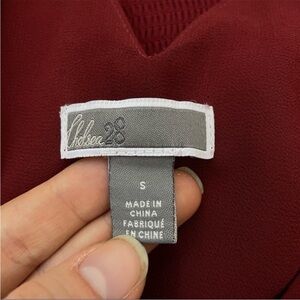 Chelsea28
S
MADE IN
CHINA
FABRIQUÉ
EN CHINE